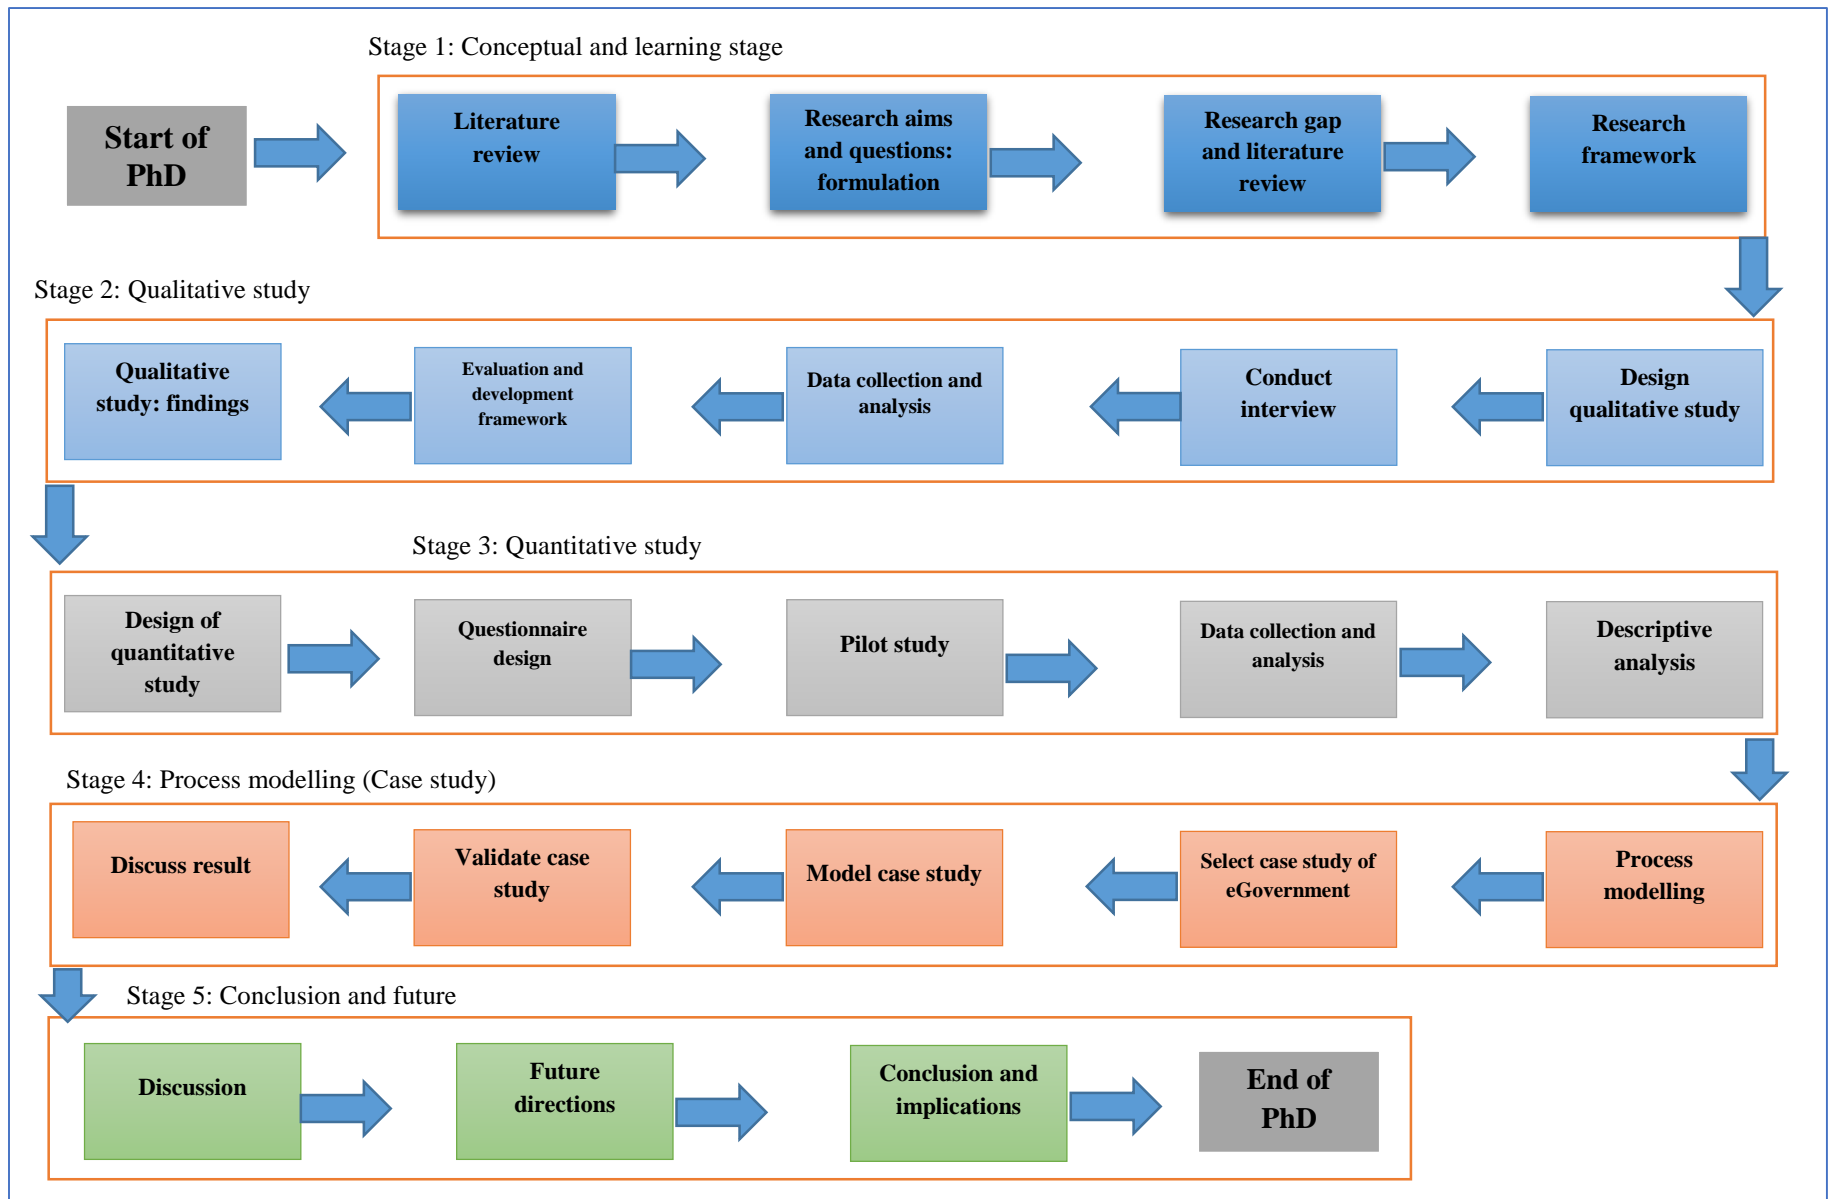 Stage 1: Conceptual and learning stage
Start of
PhD
Literature
review
Research aims
and questions:
formulation
Research gap
and literature
review
Research
framework
Stage 2: Qualitative study
Qualitative
study: findings
Evaluation and
development
framework
Data collection and
analysis
Conduct
interview
Design
qualitative study
Stage 3: Quantitative study
Design of
quantitative
study
Questionnaire
design
Pilot study
Data collection and
analysis
Descriptive
analysis
Stage 4: Process modelling (Case study)
Discuss result
Validate case
study
Model case study
Select case study of
eGovernment
Process
modelling
Stage 5: Conclusion and future
Discussion
Future
directions
Conclusion and
implications
End of
PhD